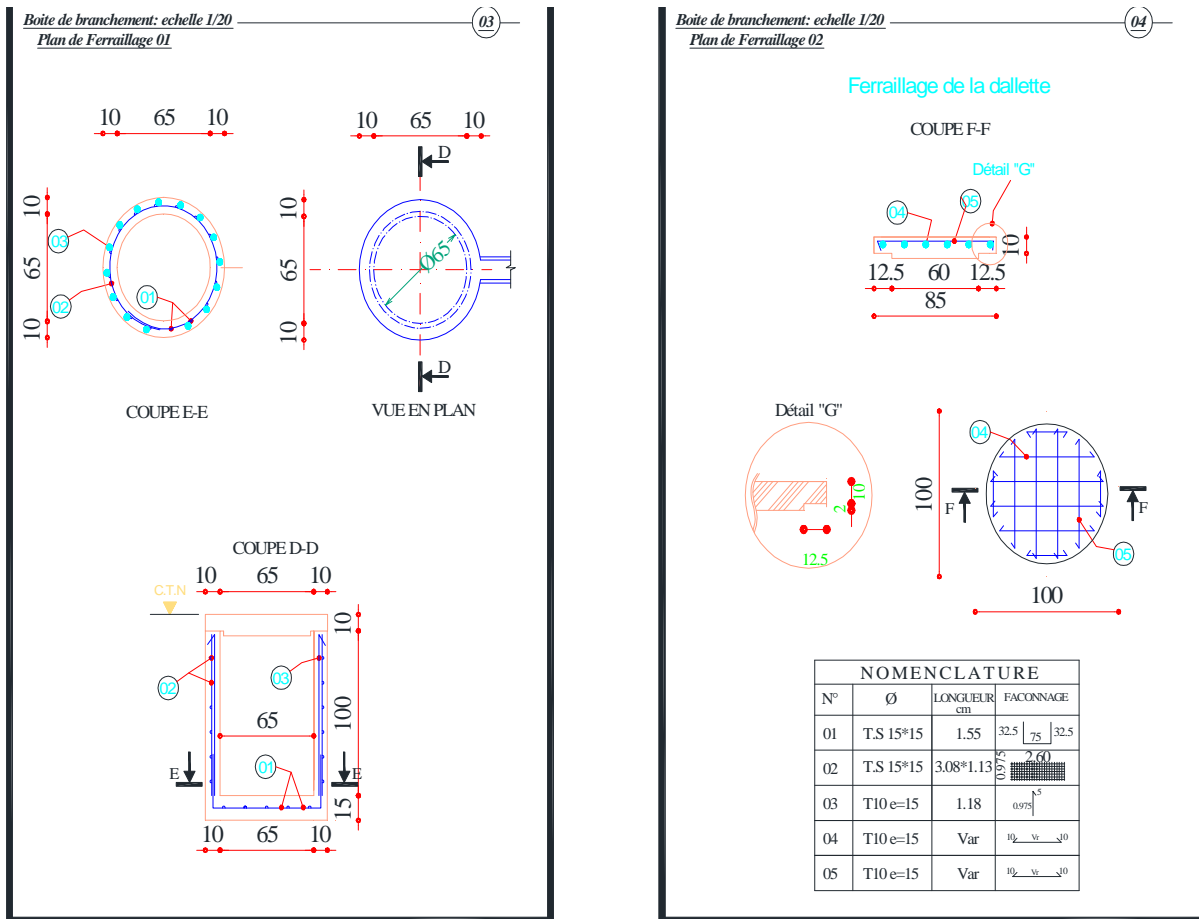 Boite de branchement: echelle 1/20
03
Plan de Ferraillage 01
10 65 10
10 65 10
D
10
65
10
03
02
01
10
65
10
Ø65
D
COUPE E-E
VUE EN PLAN
COUPE D-D
10 65 10
C.T.N
10
02
03
100
65
01
E
E
15
10 65 10
Boite de branchement: echelle 1/20
04
Plan de Ferraillage 02
Ferraillage de la dallette
COUPE F-F
Détail "G"
04
05
10
12.5 60 12.5
85
Détail "G"
10
2
12.5
04
100
F
F
05
100
NOMENCLATURE
N° Ø LONGUEUR cm FACONNAGE
01 T.S 15*15 1.55 32.5 75 32.5
02 T.S 15*15 3.08*1.13 0.975 2.60
03 T10 e=15 1.18 0.975 5
04 T10 e=15 Var 10 Vr 10
05 T10 e=15 Var 10 Vr 10